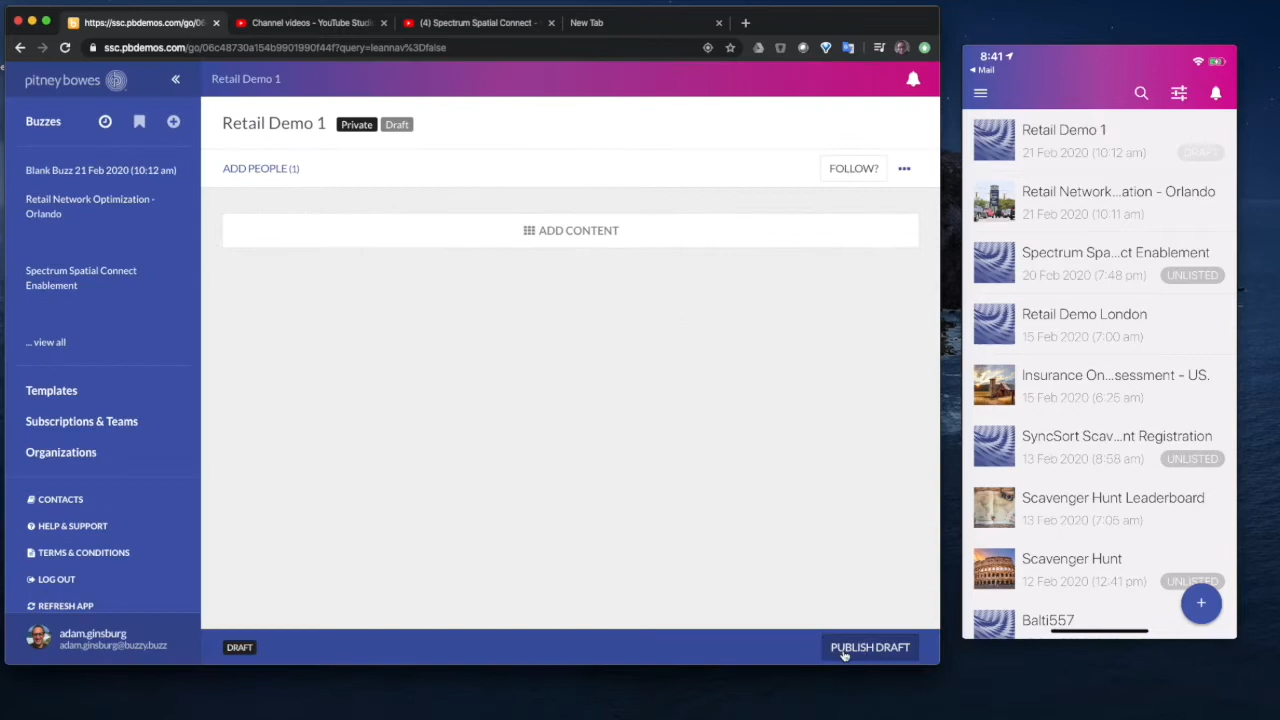 https://ssc.pbdemos.com/go/06
Channel videos - YouTube Studi
(4) Spectrum Spatial Connect -
New Tab
ssc.pbdemos.com/go/06c48730a154b9901990f44f?query=leannav%3Dfalse
pitney bowes
Retail Demo 1
Buzzes
Blank Buzz 21 Feb 2020 (10:12 am)
Retail Network Optimization -
Orlando
Spectrum Spatial Connect
Enablement
... view all
Templates
Subscriptions & Teams
Organizations
CONTACTS
HELP & SUPPORT
TERMS & CONDITIONS
LOG OUT
REFRESH APP
adam.ginsburg
adam.ginsburg@buzzy.buzz
Retail Demo 1 Private Draft
ADD PEOPLE (1)
FOLLOW?
ADD CONTENT
DRAFT
PUBLISH DRAFT
8:41
Mail
Retail Demo 1
21 Feb 2020 (10:12 am) DRAFT
Retail Network...ation - Orlando
21 Feb 2020 (10:11 am)
Spectrum Spa...ct Enablement
20 Feb 2020 (7:48 pm) UNLISTED
Retail Demo London
15 Feb 2020 (7:00 am)
Insurance On...sessment - US.
15 Feb 2020 (6:25 am)
SyncSort Scav...nt Registration
13 Feb 2020 (8:58 am) UNLISTED
Scavenger Hunt Leaderboard
13 Feb 2020 (7:05 am)
Scavenger Hunt
12 Feb 2020 (12:41 pm) UNLISTED
Balti557